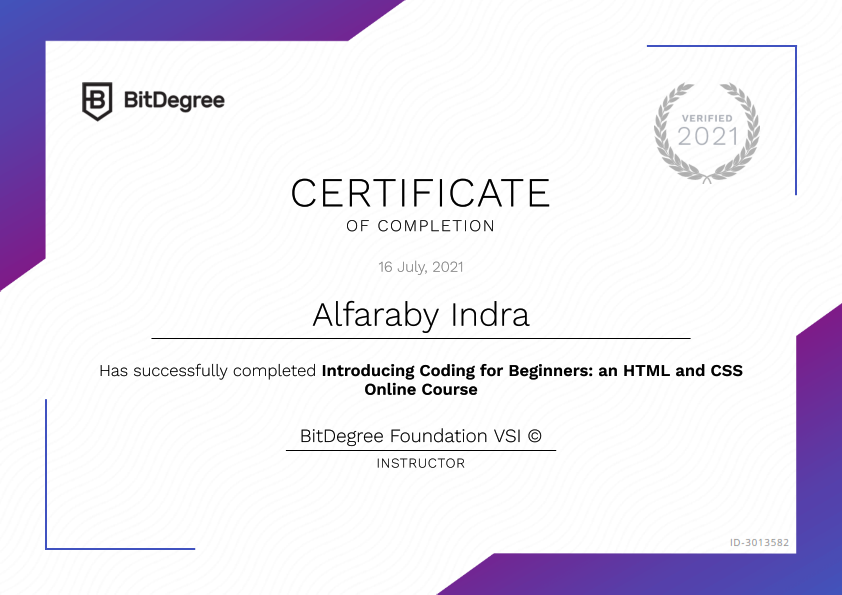 BitDegree
VERIFIED
2021
CERTIFICATE
OF COMPLETION
16 July, 2021
Alfaraby Indra
Has successfully completed Introducing Coding for Beginners: an HTML and CSS
Online Course
BitDegree Foundation VSI ©
INSTRUCTOR
ID-3013582